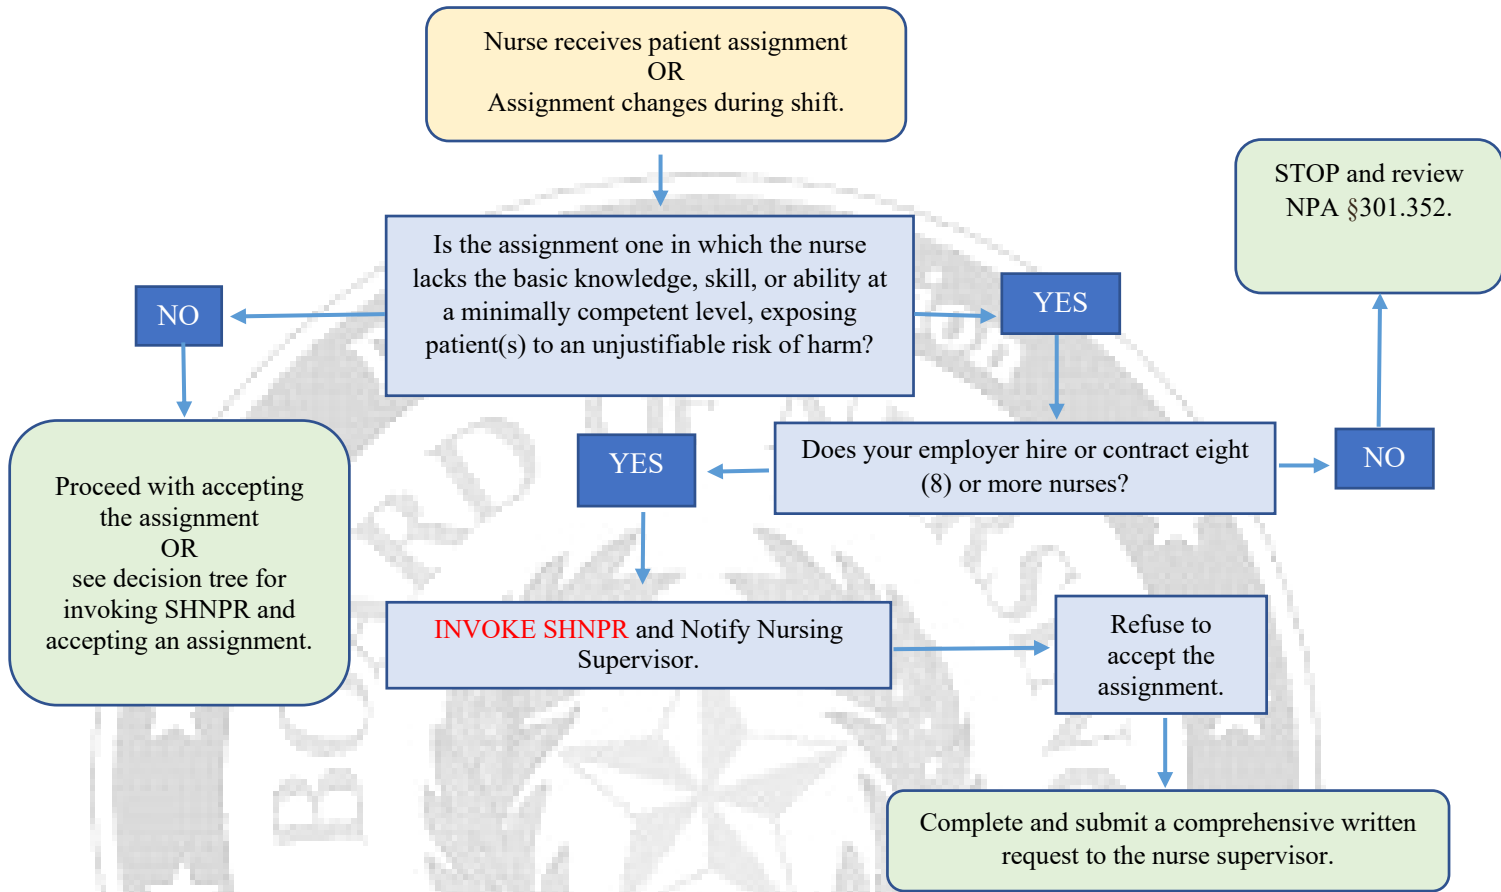 Nurse receives patient assignment
OR
Assignment changes during shift.
STOP and review
NPA §301.352.
Is the assignment one in which the nurse
lacks the basic knowledge, skill, or ability at
a minimally competent level, exposing
patient(s) to an unjustifiable risk of harm?
NO
YES
Proceed with accepting
the assignment
OR
see decision tree for
invoking SHNPR and
accepting an assignment.
YES
Does your employer hire or contract eight
(8) or more nurses?
NO
INVOKE SHNPR and Notify Nursing
Supervisor.
Refuse to
accept the
assignment.
Complete and submit a comprehensive written
request to the nurse supervisor.